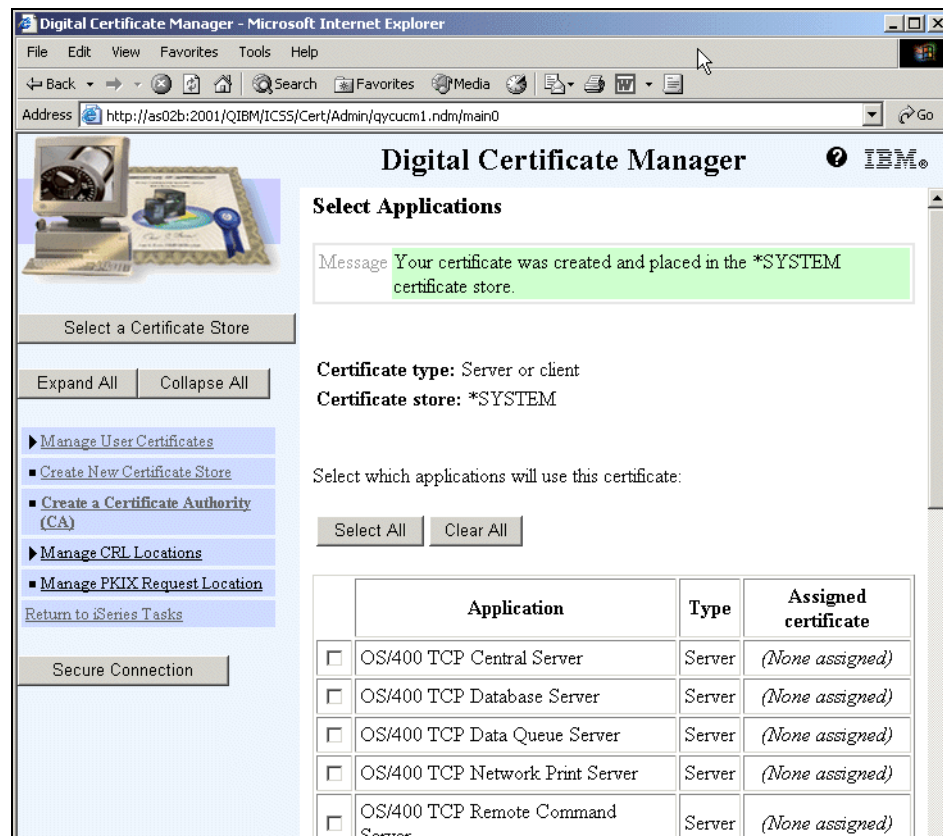 Digital Certificate Manager - Microsoft Internet Explorer
File Edit View Favorites Tools Help
Back Search Favorites Media
Address http://as02b:2001/QIBM/ICSS/Cert/Admin/qycucm1.ndm/main0 Go
Digital Certificate Manager ? IBM®
Select a Certificate Store
Expand All Collapse All
Manage User Certificates
Create New Certificate Store
Create a Certificate Authority
(CA)
Manage CRL Locations
Manage PKIX Request Location
Return to iSeries Tasks
Secure Connection
Select Applications
Message Your certificate was created and placed in the *SYSTEM
certificate store.
Certificate type: Server or client
Certificate store: *SYSTEM
Select which applications will use this certificate:
Select All Clear All
Application Type Assigned
certificate
OS/400 TCP Central Server Server (None assigned)
OS/400 TCP Database Server Server (None assigned)
OS/400 TCP Data Queue Server Server (None assigned)
OS/400 TCP Network Print Server Server (None assigned)
OS/400 TCP Remote Command
Server Server (None assigned)